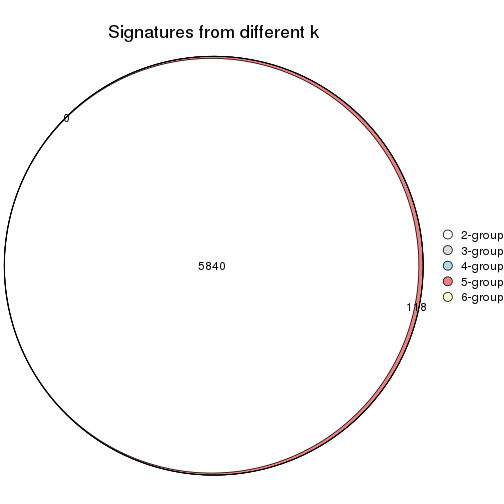 Signatures from different k
0
5840
118
2-group
3-group
4-group
5-group
6-group